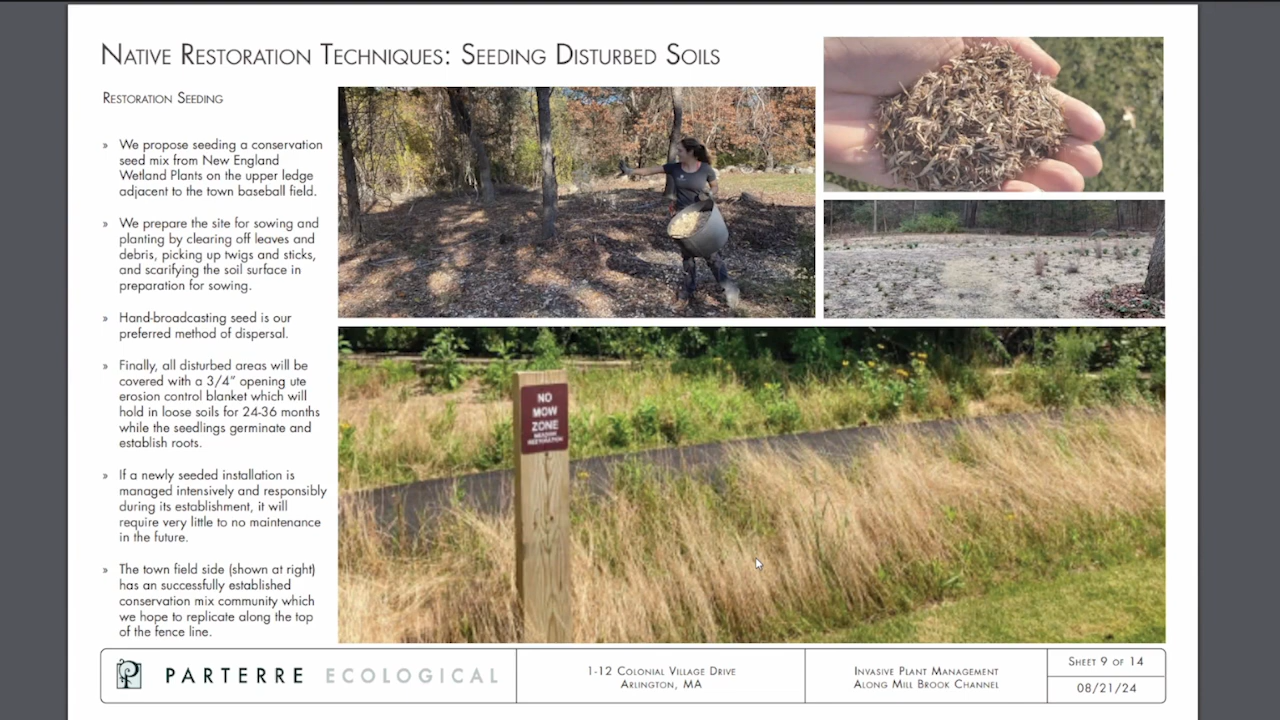 Native Restoration Techniques: Seeding Disturbed Soils
Restoration Seeding
» We propose seeding a conservation
seed mix from New England
Wetland Plants on the upper ledge
adjacent to the town baseball field.
» We prepare the site for sowing and
planting by clearing off leaves and
debris, picking up twigs and sticks,
and scarifying the soil surface in
preparation for sowing.
» Hand-broadcasting seed is our
preferred method of dispersal.
» Finally, all disturbed areas will be
covered with a 3/4" opening ute
erosion control blanket which will
hold in loose soils for 24-36 months
while the seedlings germinate and
establish roots.
» If a newly seeded installation is
managed intensively and responsibly
during its establishment, it will
require very little to no maintenance
in the future.
» The town field side (shown at right)
has an successfully established
conservation mix community which
we hope to replicate along the top
of the fence line.
NO
MOW
ZONE
MEADOW
RESTORATION
PARTERRE ECOLOGICAL
1-12 Colonial Village Drive
Arlington, MA
Invasive Plant Management
Along Mill Brook Channel
Sheet 9 of 14
08/21/24